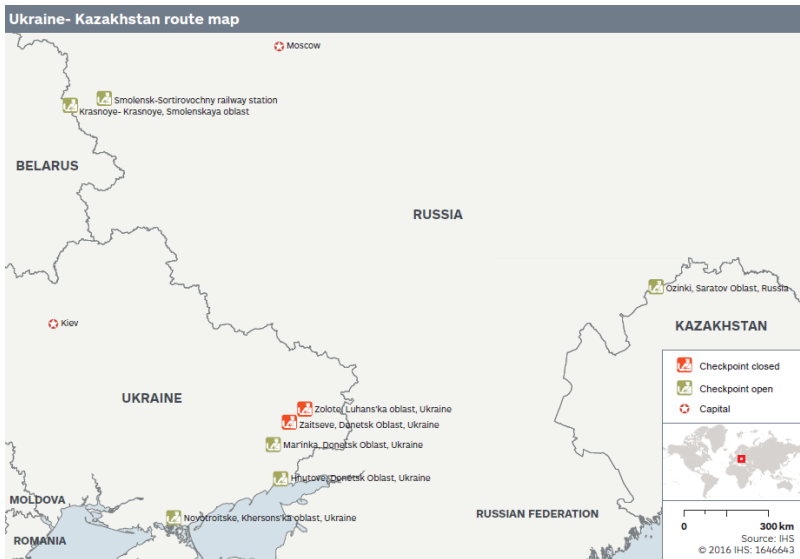 Ukraine- Kazakhstan route map
Moscow
Smolensk-Sortirovochny railway station
Krasnoye- Krasnoye, Smolenskaya oblast
BELARUS
RUSSIA
Ozinki, Saratov Oblast, Russia
Kiev
KAZAKHSTAN
Checkpoint closed
Checkpoint open
Capital
UKRAINE
Zolote, Luhans'ka oblast, Ukraine
Zaitseve, Donetsk Oblast, Ukraine
Mar'inka, Donetsk Oblast, Ukraine
Hnutove, Donetsk Oblast, Ukraine
MOLDOVA
Novotroitske, Khersons'ka oblast, Ukraine
RUSSIAN FEDERATION
ROMANIA
0 300 km
Source: IHS
© 2016 IHS: 1646643